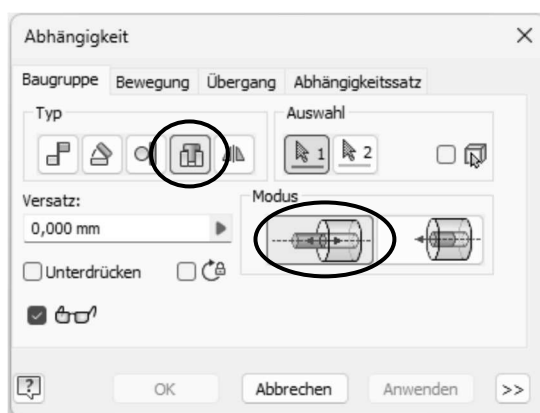 Abhängigkeit
Baugruppe Bewegung Übergang Abhängigkeitssatz
Typ
Auswahl
1 2
Versatz:
Modus
0,000 mm
Unterdrücken
?
OK Abbrechen Anwenden >>